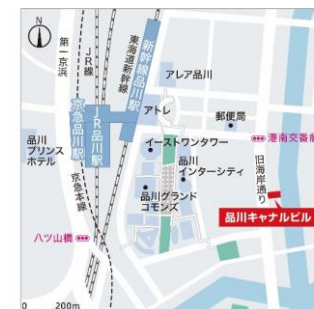 N
第一京浜
JR線
東海道新幹線
新幹線品川駅
アレア品川
京急品川駅
JR品川駅
アトレ
郵便局
港南交番前
品川
プリンス
ホテル
イーストワンタワー
品川
インターシティ
旧海岸通り
京急本線
品川グランド
コモンズ
品川キャナルビル
八ツ山橋
0 200m